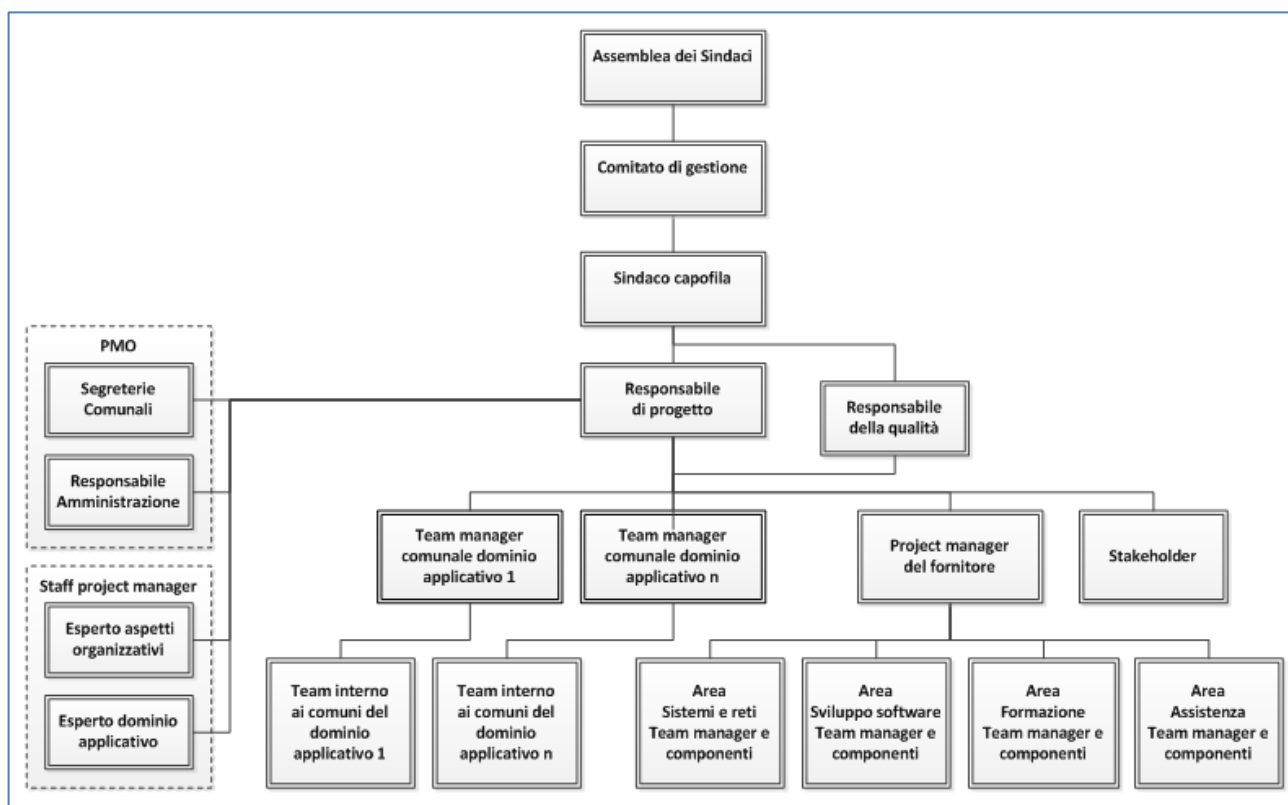 Assemblea dei Sindaci
Comitato di gestione
Sindaco capofila
PMO
Segreterie
Comunali
Responsabile
Amministrazione
Responsabile
di progetto
Responsabile
della qualità
Staff project manager
Esperto aspetti
organizzativi
Esperto dominio
applicativo
Team manager
comunale dominio
applicativo 1
Team manager
comunale dominio
applicativo n
Project manager
del fornitore
Stakeholder
Team interno
ai comuni del
dominio
applicativo 1
Team interno
ai comuni del
dominio
applicativo n
Area
Sistemi e reti
Team manager e
componenti
Area
Sviluppo software
Team manager e
componenti
Area
Formazione
Team manager e
componenti
Area
Assistenza
Team manager e
componenti